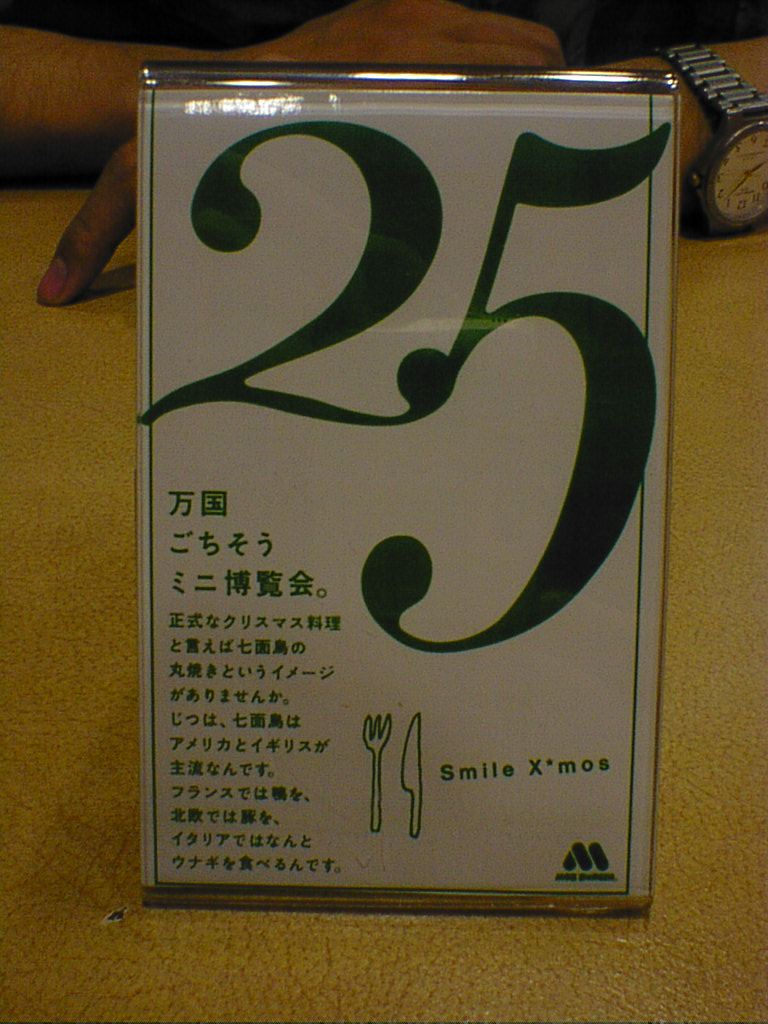 25
万国
ごちそう
ミニ博覧会。
正式なクリスマス料理
と言えば七面鳥の
丸焼きというイメージ
がありませんか。
じつは、七面鳥は
アメリカとイギリスが
主流なんです。
フランスでは鴨を、
北欧では豚を、
イタリアではなんと
ウナギを食べるんです。
Smile X*mos
MOS BURGER